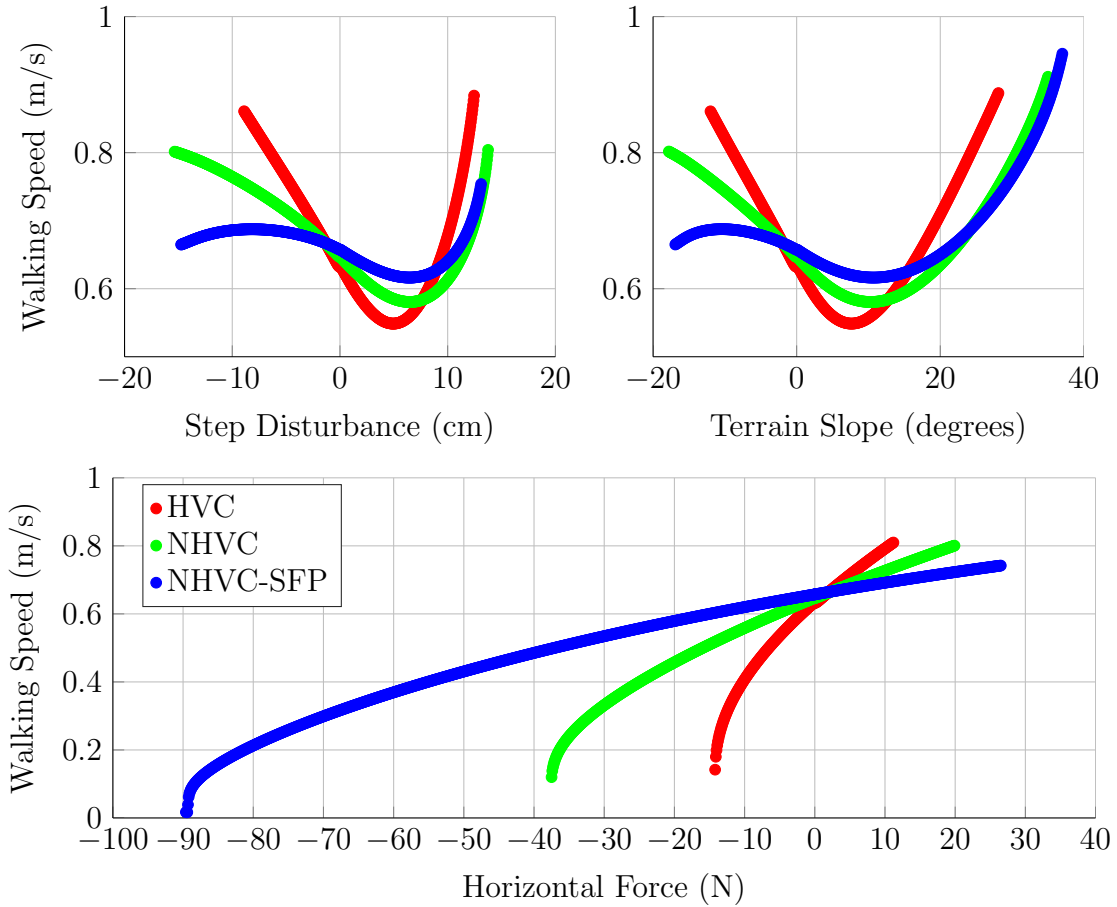 1
0.8
0.6
−20 −10 0 10 20
Walking Speed (m/s)
Step Disturbance (cm)
1
0.8
0.6
−20 0 20 40
Terrain Slope (degrees)
1
0.8
0.6
0.4
0.2
0
−100 −90 −80 −70 −60 −50 −40 −30 −20 −10 0 10 20 30 40
Walking Speed (m/s)
Horizontal Force (N)
HVC
NHVC
NHVC-SFP